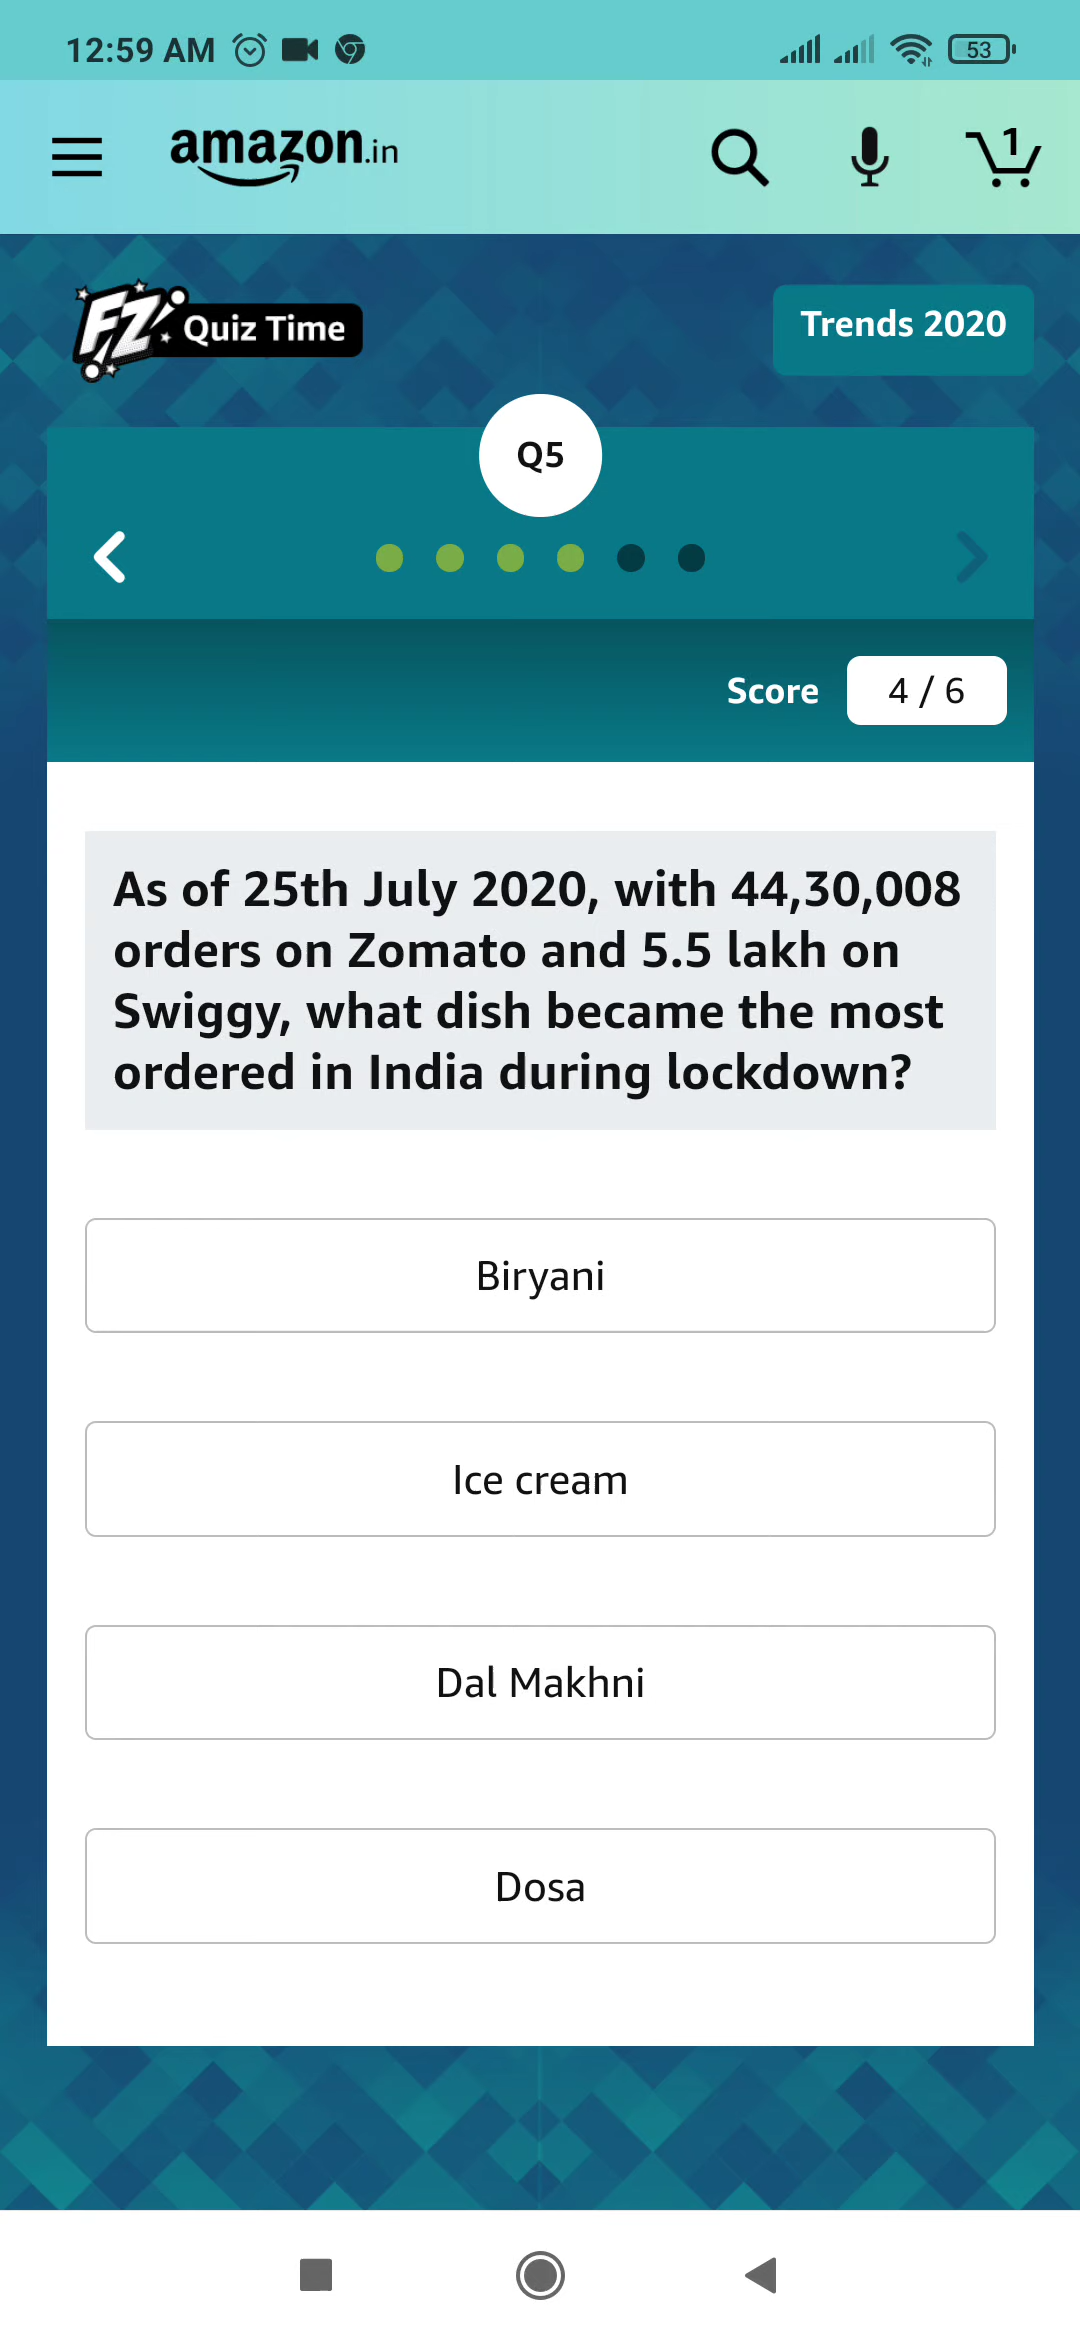 12:59 AM
53
amazon.in
1
FZ Quiz Time
Trends 2020
Q5
Score 4 / 6
As of 25th July 2020, with 44,30,008
orders on Zomato and 5.5 lakh on
Swiggy, what dish became the most
ordered in India during lockdown?
Biryani
Ice cream
Dal Makhni
Dosa